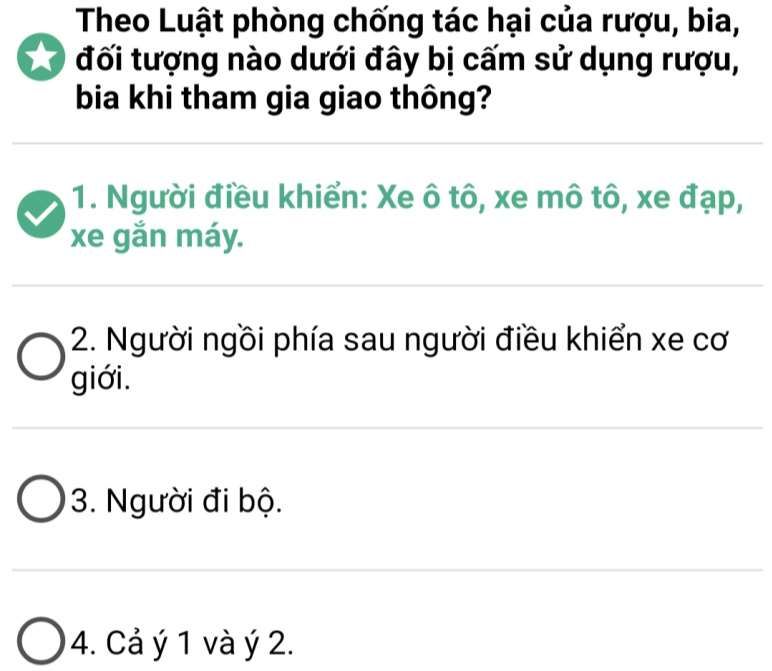 Theo Luật phòng chống tác hại của rượu, bia,
đối tượng nào dưới đây bị cấm sử dụng rượu,
bia khi tham gia giao thông?
1. Người điều khiển: Xe ô tô, xe mô tô, xe đạp,
xe gắn máy.
2. Người ngồi phía sau người điều khiển xe cơ
giới.
3. Người đi bộ.
4. Cả ý 1 và ý 2.